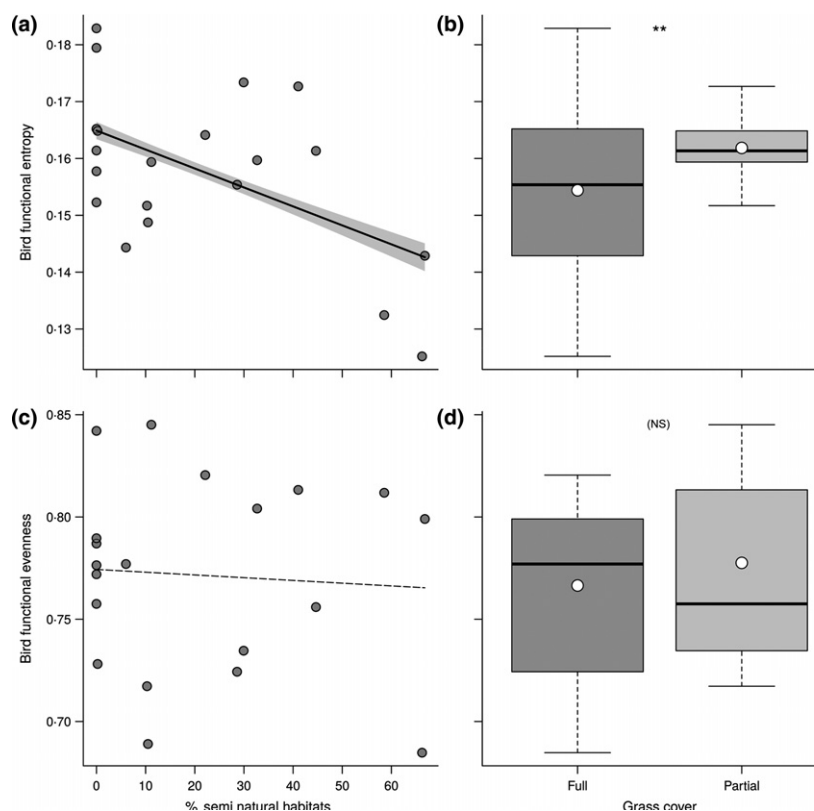 (a)
Bird functional entropy
0·18
0·17
0·16
0·15
0·14
0·13
(b)
**
(c)
Bird functional evenness
0·85
0·80
0·75
0·70
0 10 20 30 40 50 60
% semi natural habitats
(d)
(NS)
Full Partial
Grass cover